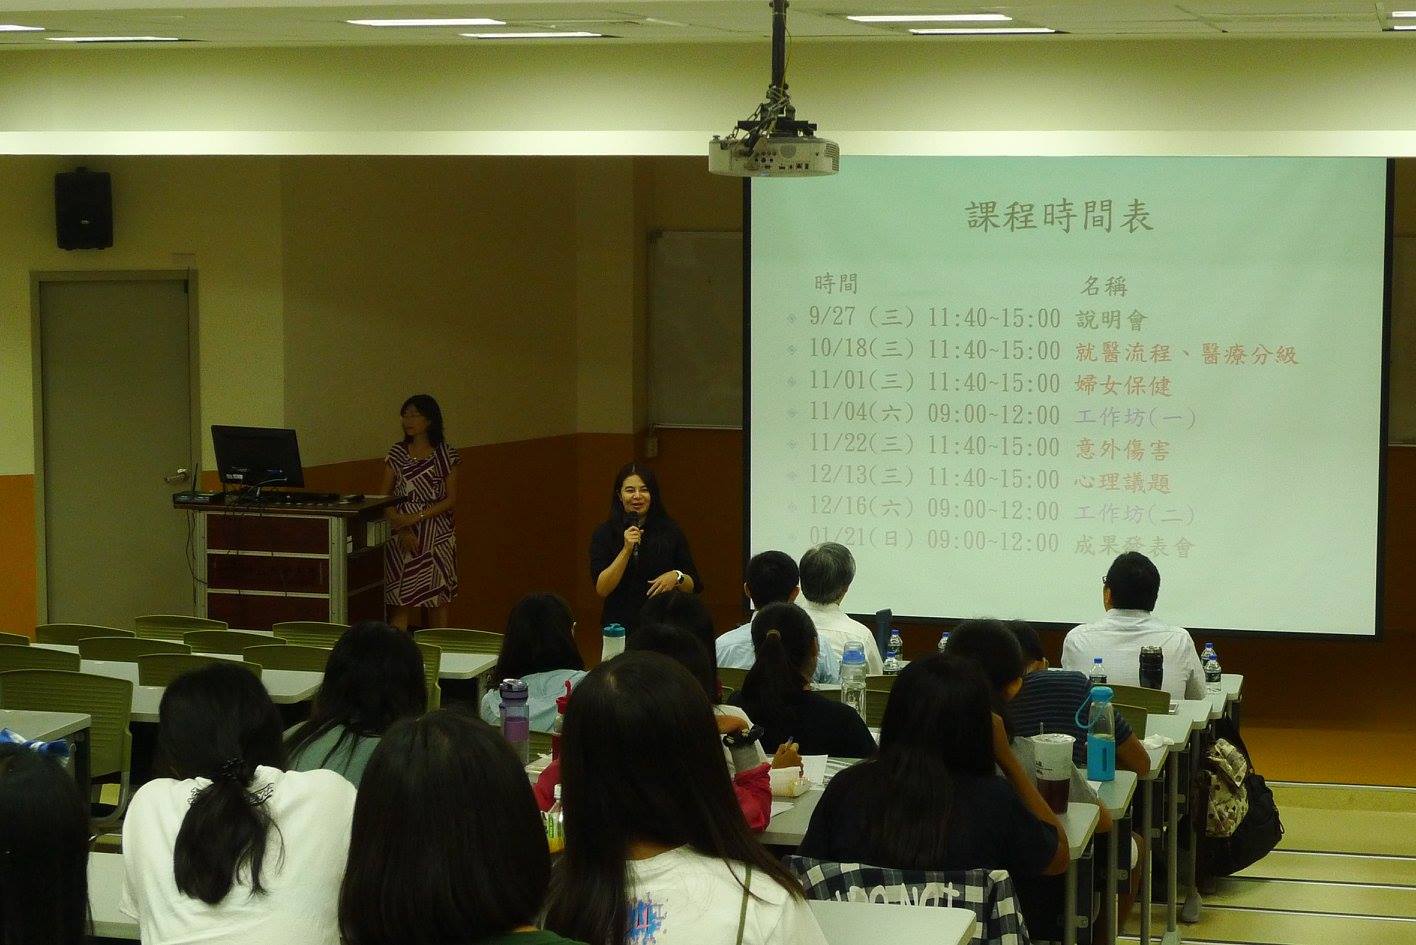 課程時間表
時間 名稱
9/27 (三) 11:40~15:00 說明會
10/18(三) 11:40~15:00 就醫流程、醫療分級
11/01(三) 11:40~15:00 婦女保健
11/04(六) 09:00~12:00 工作坊(一)
11/22(三) 11:40~15:00 意外傷害
12/13(三) 11:40~15:00 心理議題
12/16(六) 09:00~12:00 工作坊(二)
01/21(日) 09:00~12:00 成果發表會